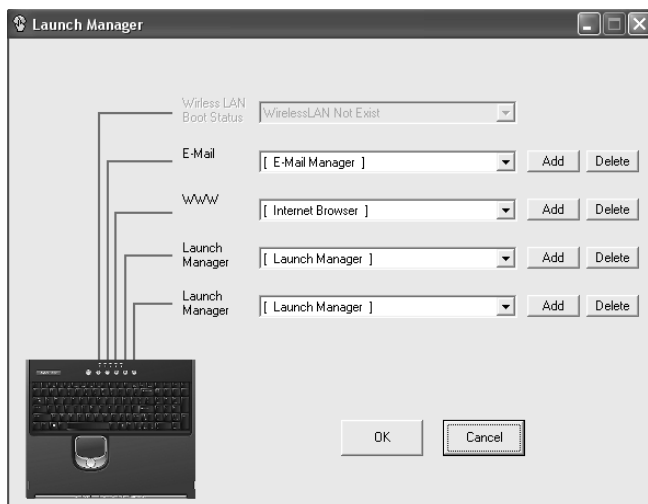 Launch Manager
Wirless LAN
Boot Status
WirelessLAN Not Exist
E-Mail
[ E-Mail Manager ]
Add
Delete
WWW
[ Internet Browser ]
Add
Delete
Launch
Manager
[ Launch Manager ]
Add
Delete
Launch
Manager
[ Launch Manager ]
Add
Delete
OK
Cancel